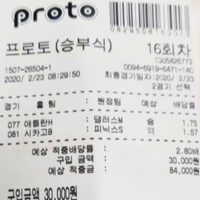 proto
082950816207
프로토(승부식) 16회차
1507-26504-1 1305426773
0094-6919-6471-14C
2020/2/23 08:29:50 최종경기일자:2020/2/23
2경기
경기 홈팀 - 원정팀 예상 배당률
077 애틀란H : 댈러스M 승 1.75
081 시카고B : 피닉스S 패 1.57
예상 적중배당률 2.80배
구입 금액 30,000원
예상 적중금 84,000원
구입금액 30,000원